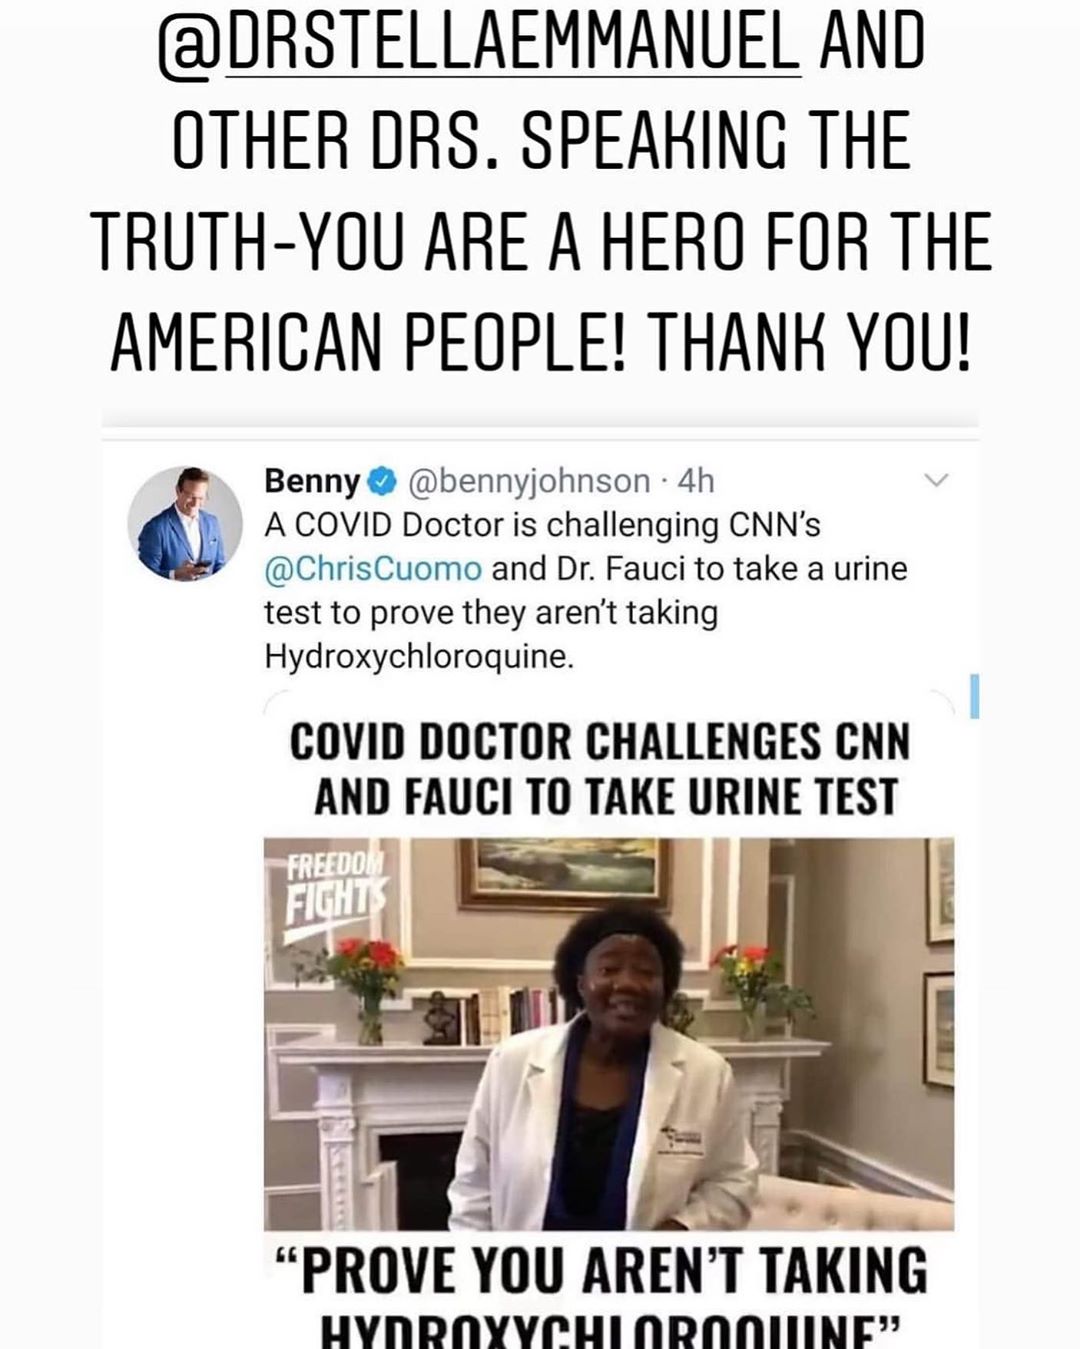 @DRSTELLAEMMANUEL AND
OTHER DRS. SPEAKING THE
TRUTH-YOU ARE A HERO FOR THE
AMERICAN PEOPLE! THANK YOU!
Benny @bennyjohnson · 4h
A COVID Doctor is challenging CNN's
@ChrisCuomo and Dr. Fauci to take a urine
test to prove they aren't taking
Hydroxychloroquine.
COVID DOCTOR CHALLENGES CNN
AND FAUCI TO TAKE URINE TEST
FREEDOM
FIGHTS
“PROVE YOU AREN'T TAKING
HYDROXYCHLOROQUINE”